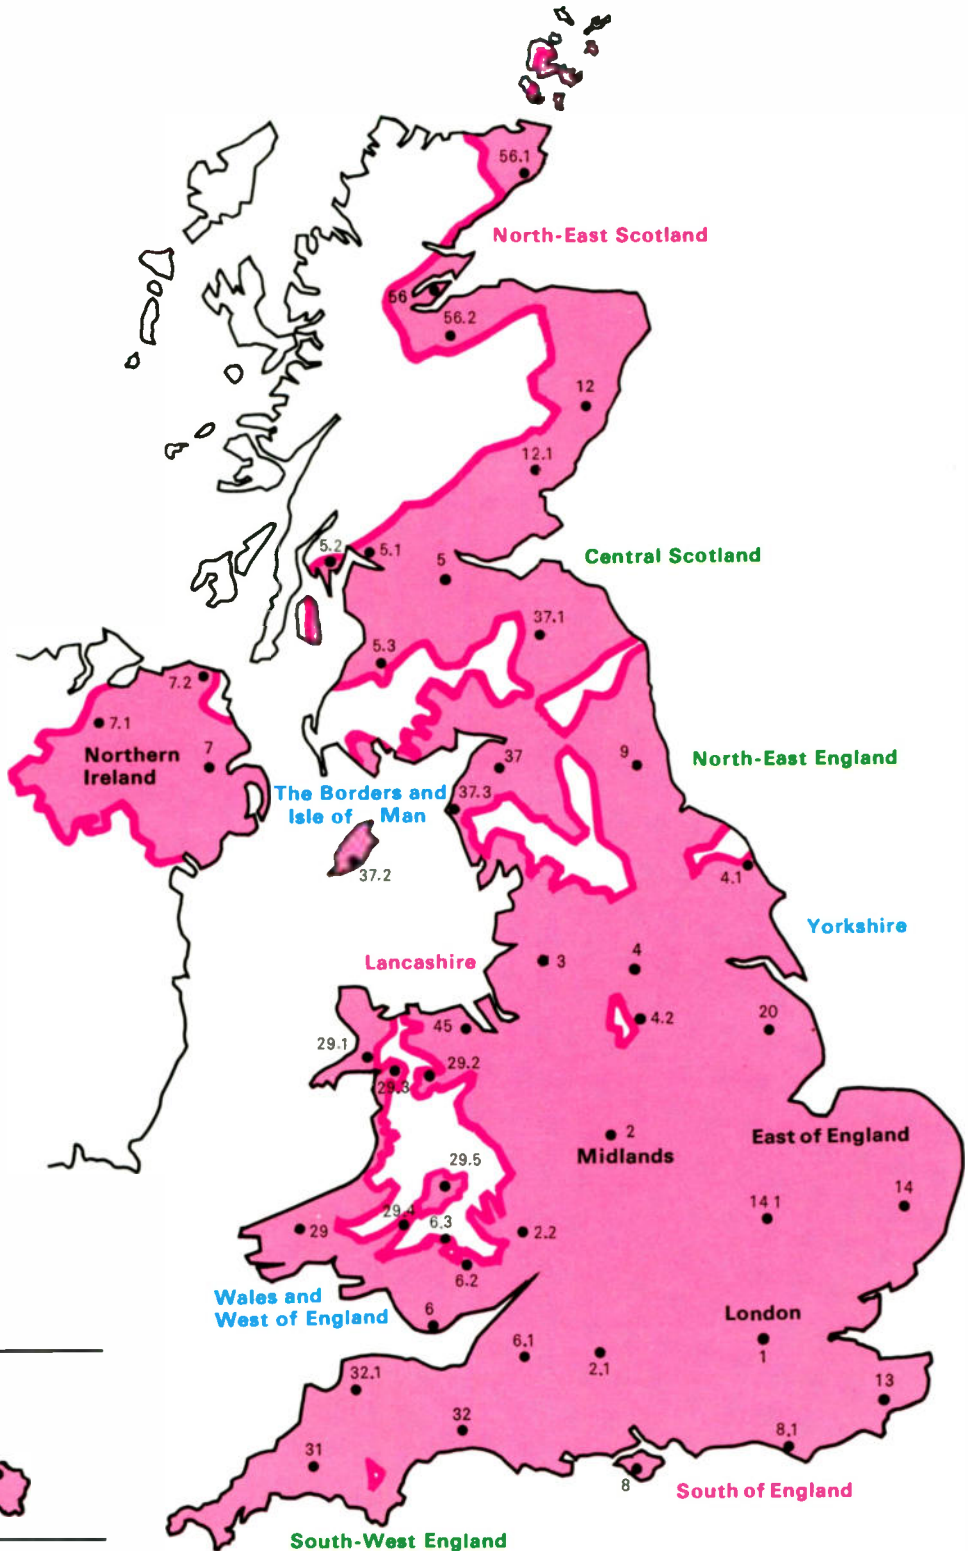 56.1
North-East Scotland
56
56.2
12
12.1
5.2
5.1
5
Central Scotland
37.1
5.3
7.2
7.1
Northern
Ireland
7
37
9
North-East England
The Borders and
Isle of Man
37.3
37.2
4.1
Yorkshire
Lancashire
3
4
4.2
20
45
29.1
29.2
29.3
2
Midlands
East of England
29.5
14 1
14
29.4
6.3
29
2.2
6.2
Wales and
West of England
6
London
1
6.1
2.1
32.1
13
32
8.1
31
8
South of England
South-West England